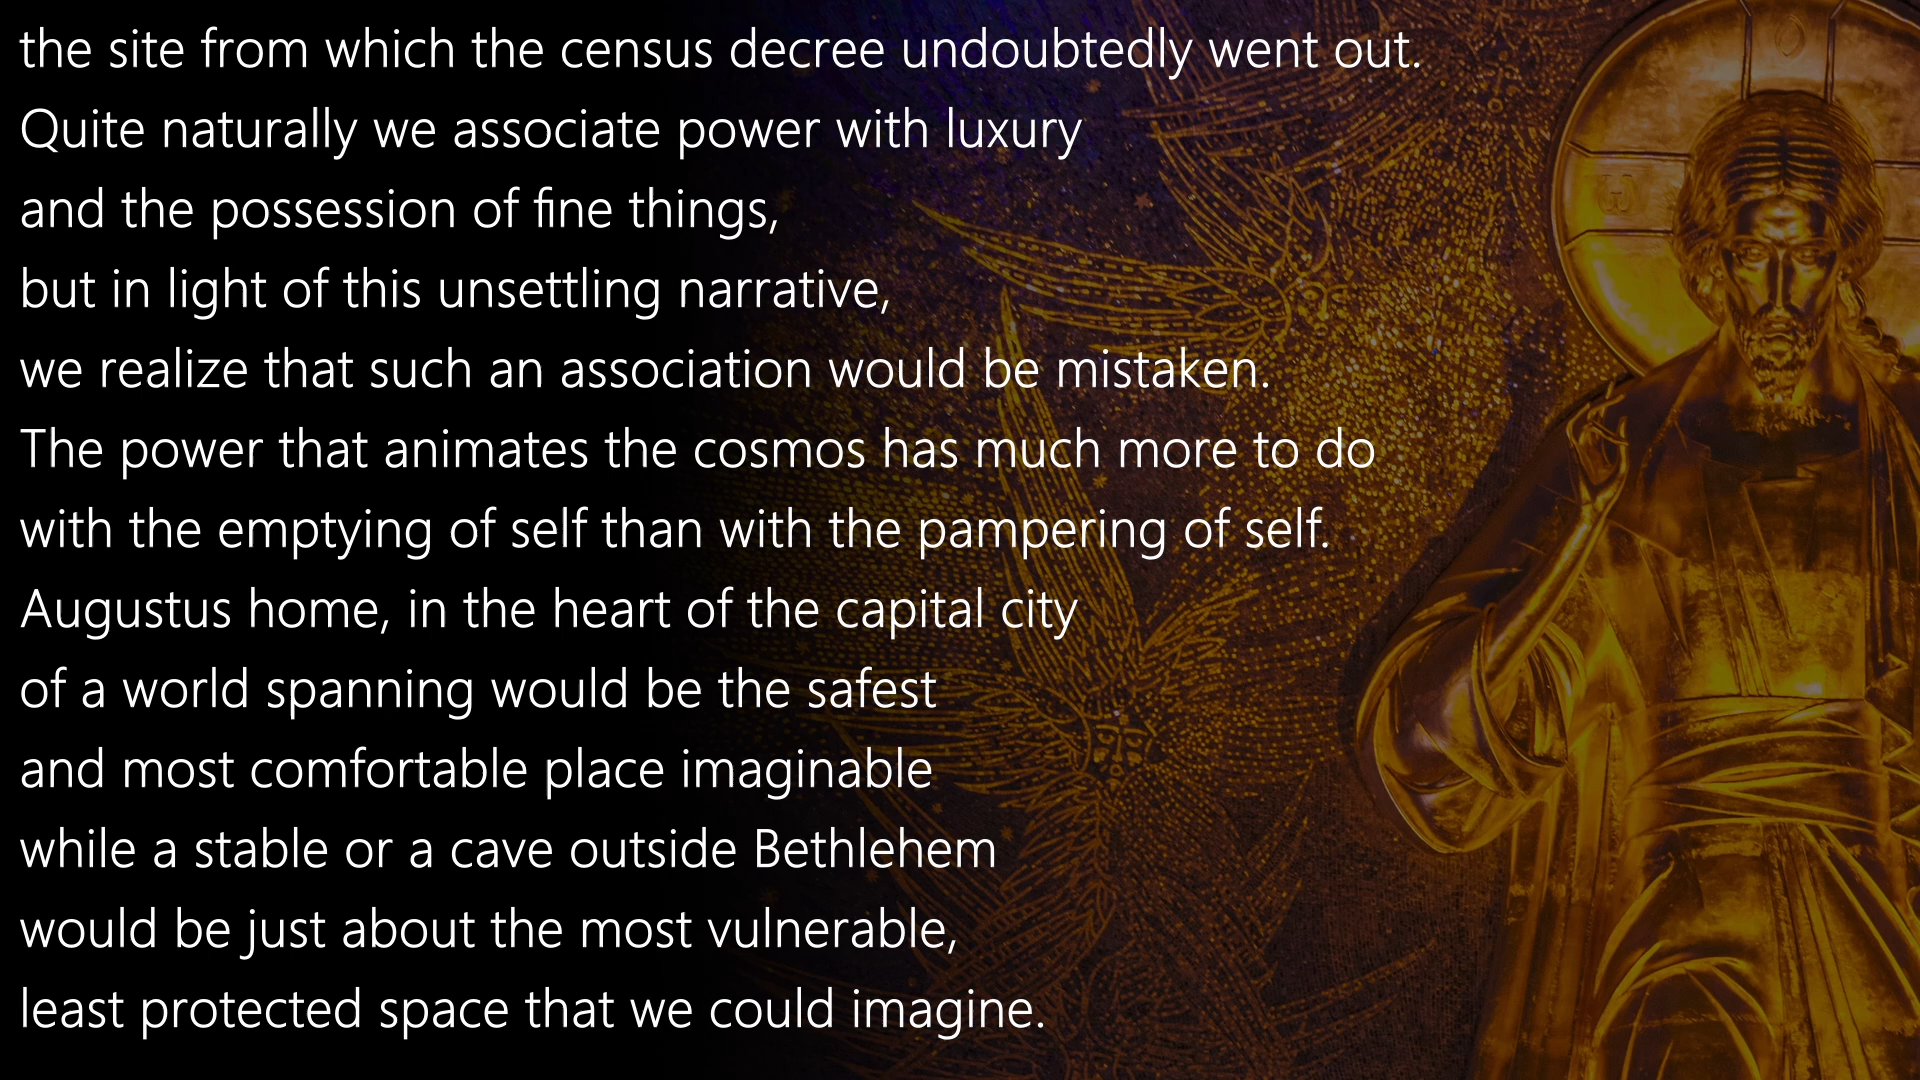 the site from which the census decree undoubtedly went out.
Quite naturally we associate power with luxury
and the possession of fine things,
but in light of this unsettling narrative,
we realize that such an association would be mistaken.
The power that animates the cosmos has much more to do
with the emptying of self than with the pampering of self.
Augustus home, in the heart of the capital city
of a world spanning would be the safest
and most comfortable place imaginable
while a stable or a cave outside Bethlehem
would be just about the most vulnerable,
least protected space that we could imagine.